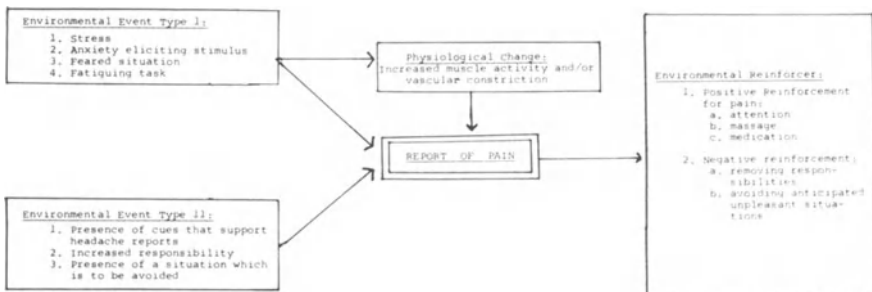 Environmental Event Type I:
1. Stress
2. Anxiety eliciting stimulus
3. Feared situation
4. Fatiguing task
Physiological Change:
Increased muscle activity and/or
vascular constriction
REPORT OF PAIN
Environmental Event Type II:
1. Presence of cues that support
headache reports
2. Increased responsibility
3. Presence of a situation which
is to be avoided
Environmental Reinforcer:
1. Positive Reinforcement
for pain:
a. attention
b. massage
c. medication
2. Negative reinforcement:
a. removing respon-
sibilities
b. avoiding anticipated
unpleasant situa-
tions